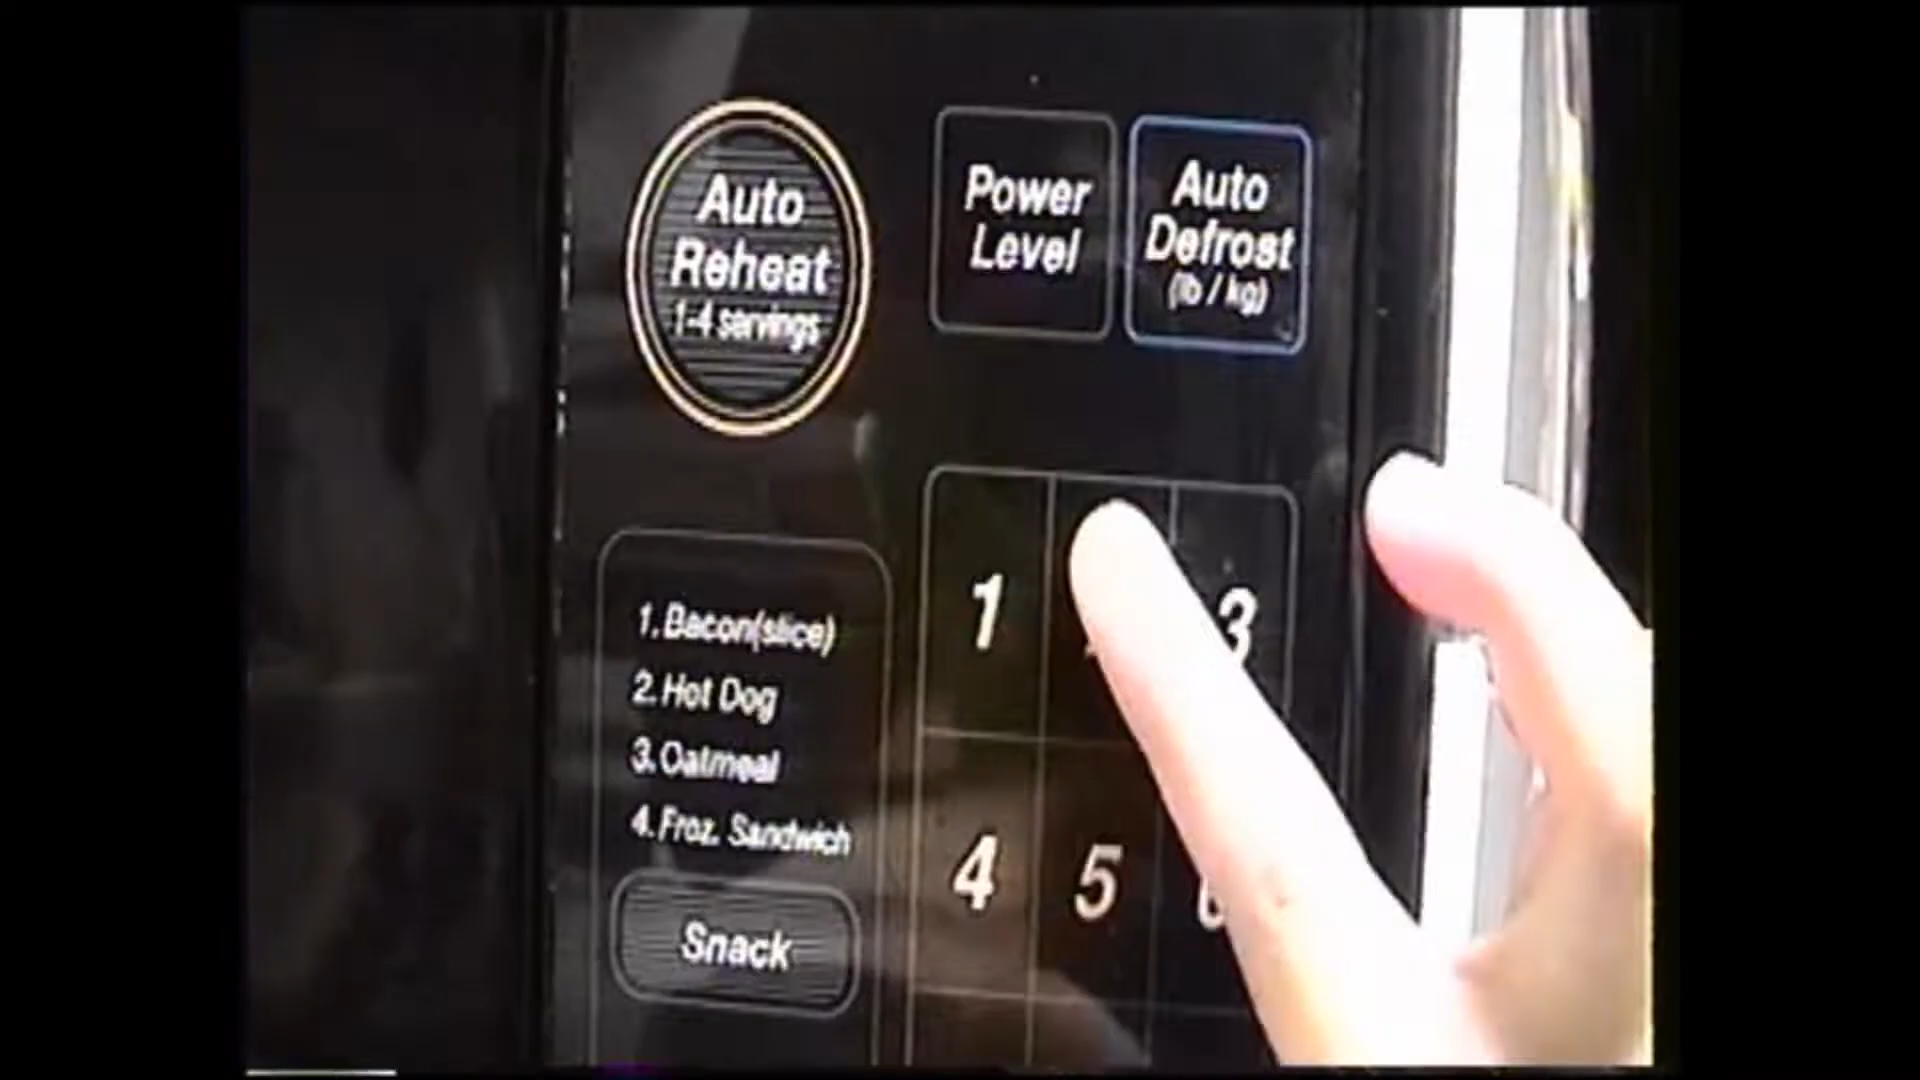 Auto
Reheat
1-4 servings
Power
Level
Auto
Defrost
(lb / kg)
1. Bacon(slice)
2. Hot Dog
3. Oatmeal
4. Froz. Sandwich
Snack
1
3
4
5